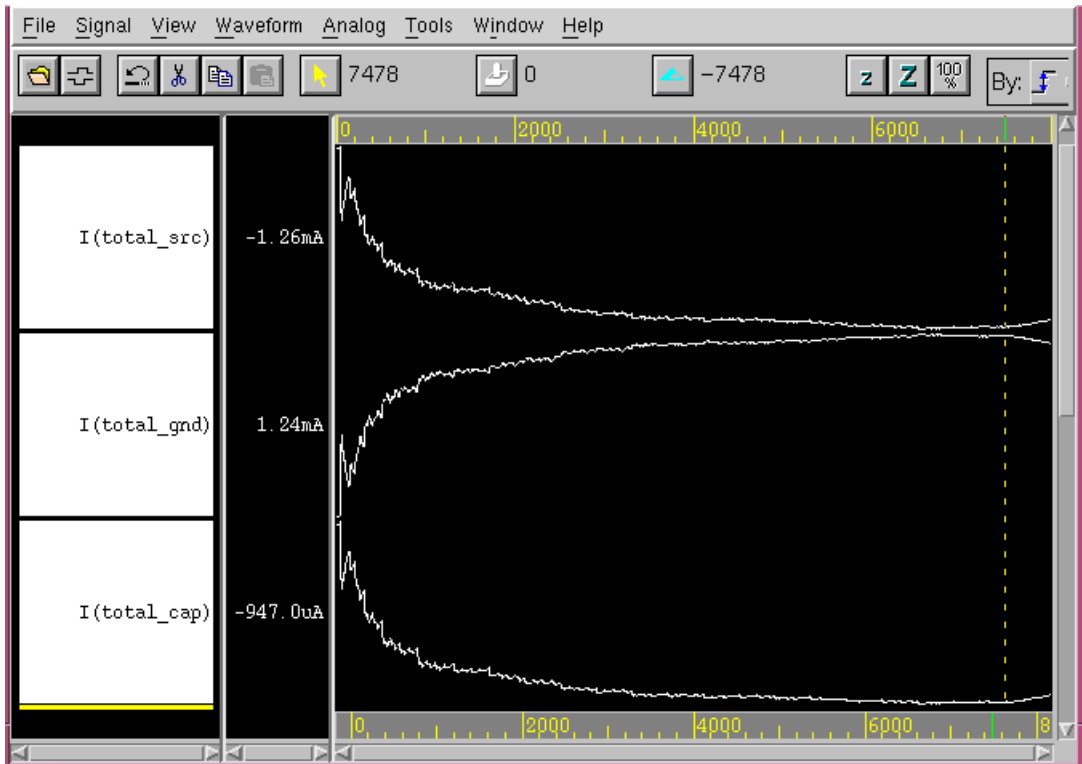 File Signal View Waveform Analog Tools Window Help
7478 0 -7478 z Z 100 % By:
0 2000 4000 6000
I(total_src) -1.26mA
I(total_gnd) 1.24mA
I(total_cap) -947.0uA
0 2000 4000 6000 8